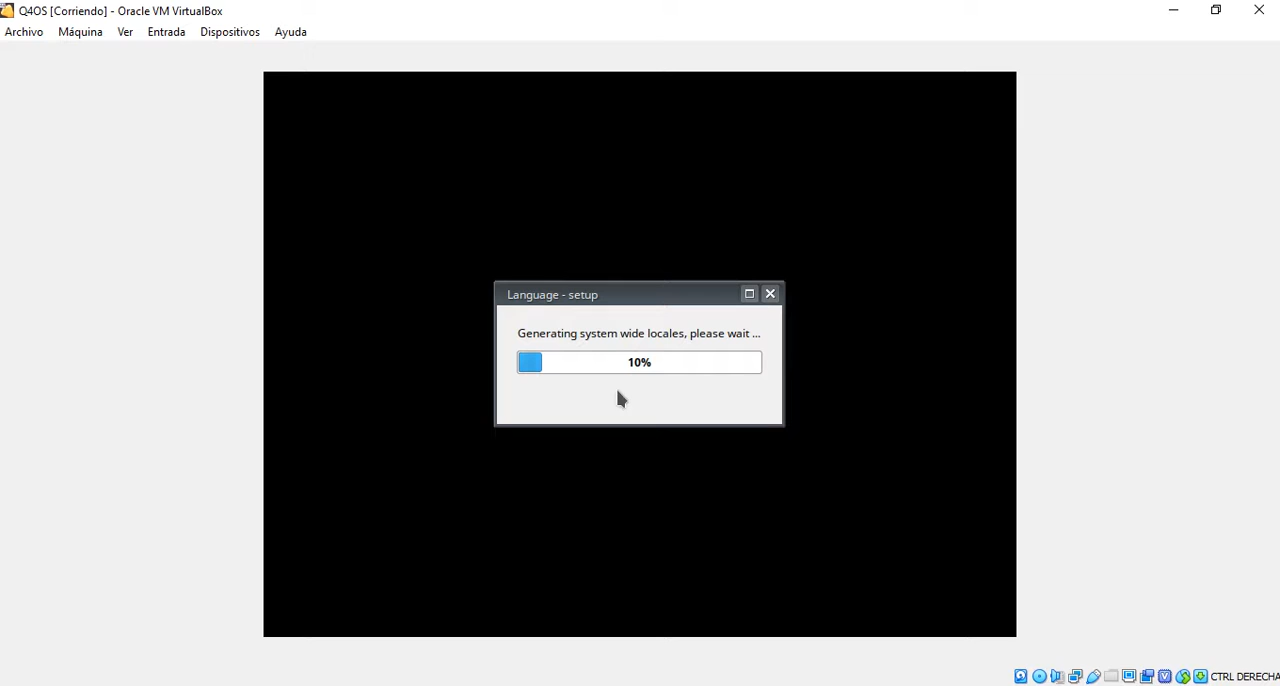 Q4OS [Corriendo] - Oracle VM VirtualBox
Archivo Máquina Ver Entrada Dispositivos Ayuda
Language - setup
Generating system wide locales, please wait ...
10%
CTRL DERECHA